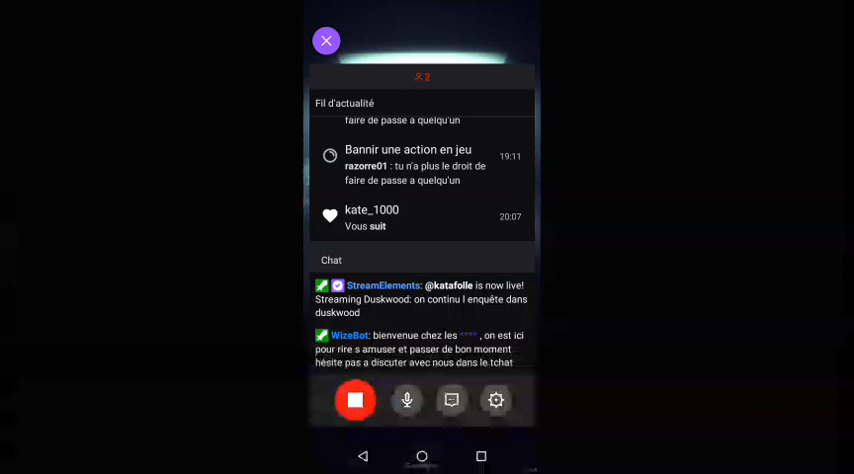 2
Fil d'actualité
faire de passe a quelqu'un
Bannir une action en jeu
razorre01 : tu n'a plus le droit de
faire de passe a quelqu'un
19:11
kate_1000
Vous suit
20:07
Chat
StreamElements: @katafolle is now live!
Streaming Duskwood: on continu l enquête dans
duskwood
WizeBot: bienvenue chez les **** , on est ici
pour rire s amuser et passer de bon moment
hésite pas a discuter avec nous dans le tchat